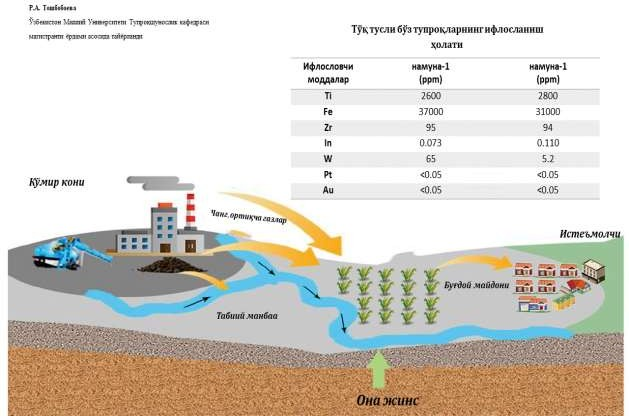 Р.А. Тошбобоева
Ўзбекистон Миллий Университети Тупроқшунослик кафедраси
магистранти ёрдами асосида тайёрланди
Тўқ тусли бўз тупроқларнинг ифлосланиш
ҳолати
Ифлословчи моддалар намуна-1 (ppm) намуна-1 (ppm)
Ti 2600 2800
Fe 37000 31000
Zr 95 94
In 0.073 0.110
W 65 5.2
Pt <0.05 <0.05
Au <0.05 <0.05
Кўмир кони
Чанг, ортиқча газлар
Истеъмолчи
Буғдой майдони
Табиий манбаа
Она жинс